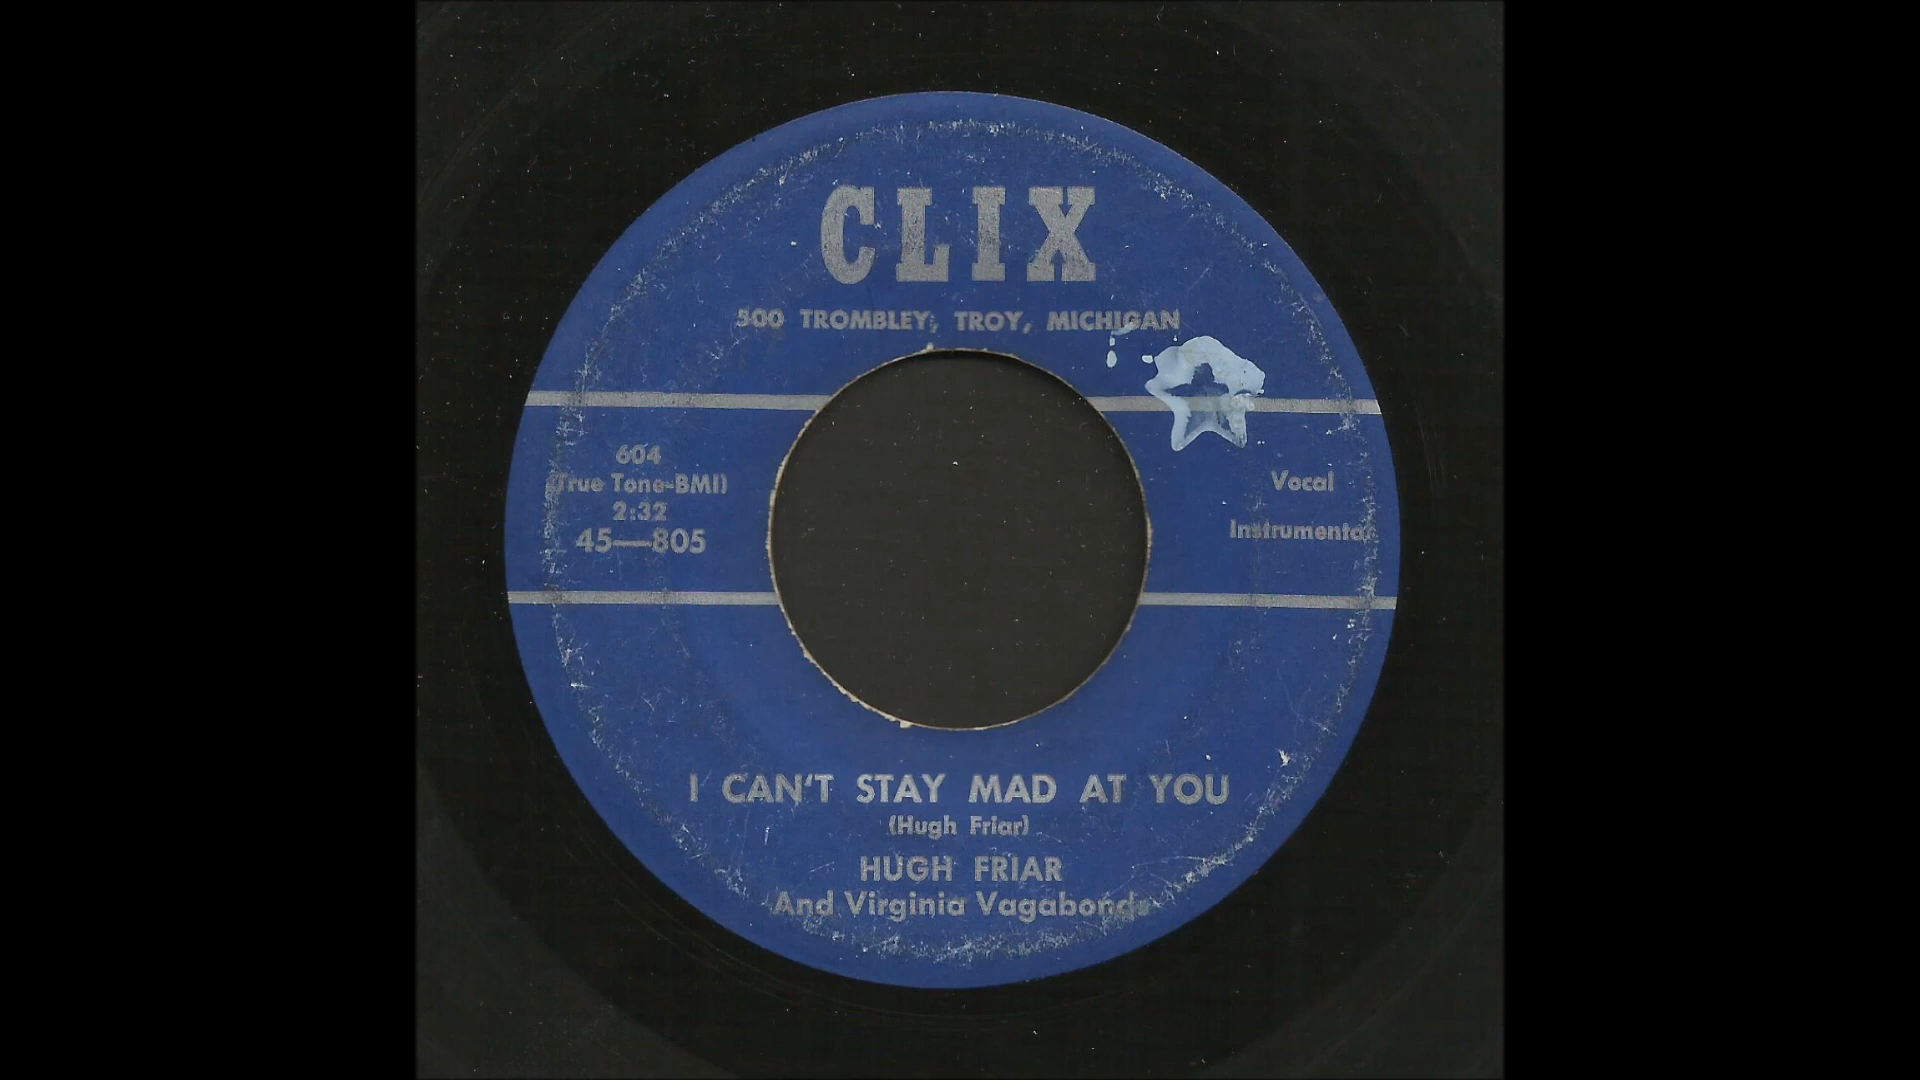 CLIX
500 TROMBLEY, TROY, MICHIGAN
604
(True Tone-BMI)
2:32
45—805
Vocal
Instrumental
I CAN'T STAY MAD AT YOU
(Hugh Friar)
HUGH FRIAR
And Virginia Vagabonds